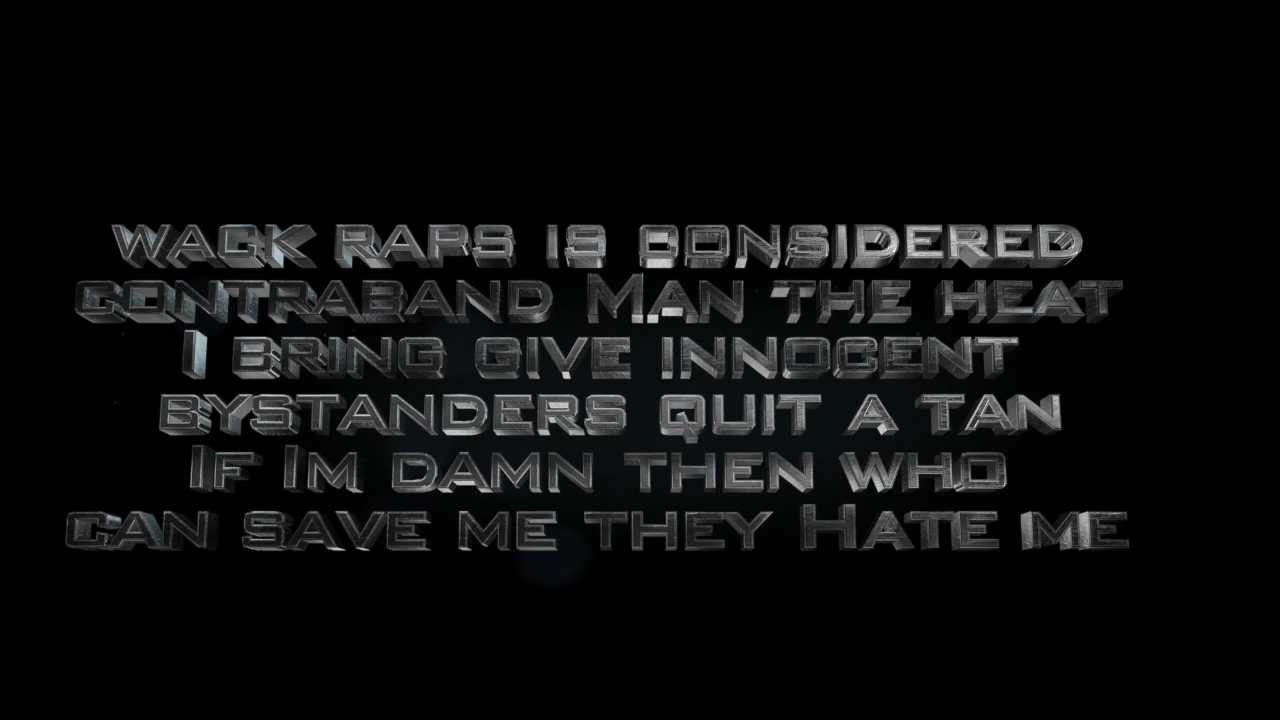 WACK RAPS IS CONSIDERED
CONTRABAND MAN THE HEAT
I BRING GIVE INNOCENT
BYSTANDERS QUIT A TAN
IF IM DAMN THEN WHO
CAN SAVE ME THEY HATE ME